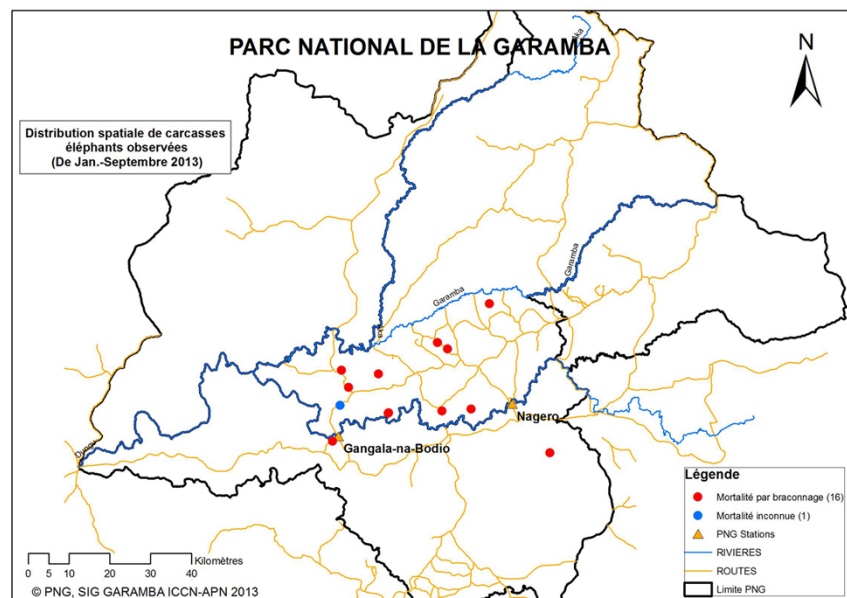 PARC NATIONAL DE LA GARAMBA
N
Distribution spatiale de carcasses
éléphants observées
(De Jan.-Septembre 2013)
Garamba
Garamba
Dungu
Nagero
Gangala-na-Bodio
Légende
Mortalité par braconnage (16)
Mortalité inconnue (1)
PNG Stations
RIVIERES
ROUTES
Limite PNG
Kilomètres
0 5 10 20 30 40
© PNG, SIG GARAMBA ICCN-APN 2013